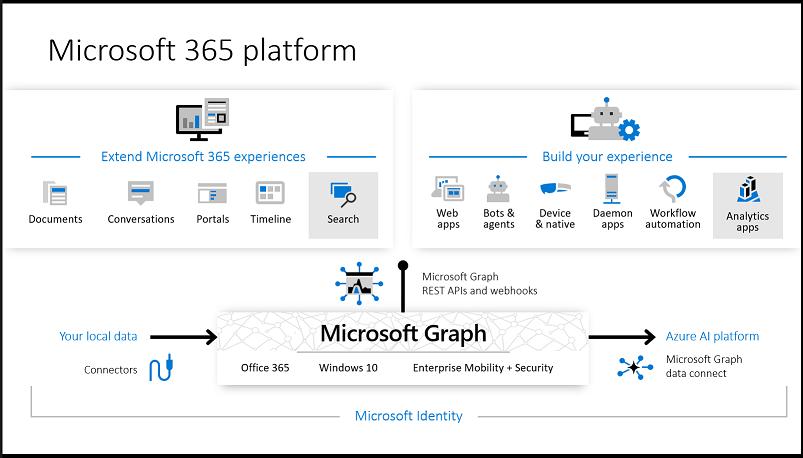 Microsoft 365 platform
Extend Microsoft 365 experiences
Documents
Conversations
Portals
Timeline
Search
Build your experience
Web
apps
Bots &
agents
Device
& native
Daemon
apps
Workflow
automation
Analytics
apps
Microsoft Graph
REST APIs and webhooks
Your local data
Connectors
Microsoft Graph
Office 365
Windows 10
Enterprise Mobility + Security
Azure AI platform
Microsoft Graph
data connect
Microsoft Identity